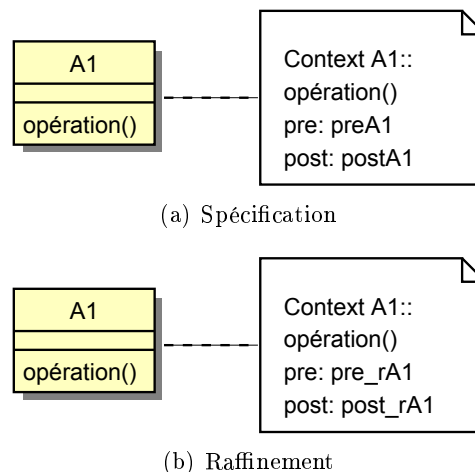 A1
opération()
Context A1::
opération()
pre: preA1
post: postA1
(a) Spécification
A1
opération()
Context A1::
opération()
pre: pre_rA1
post: post_rA1
(b) Raffinement